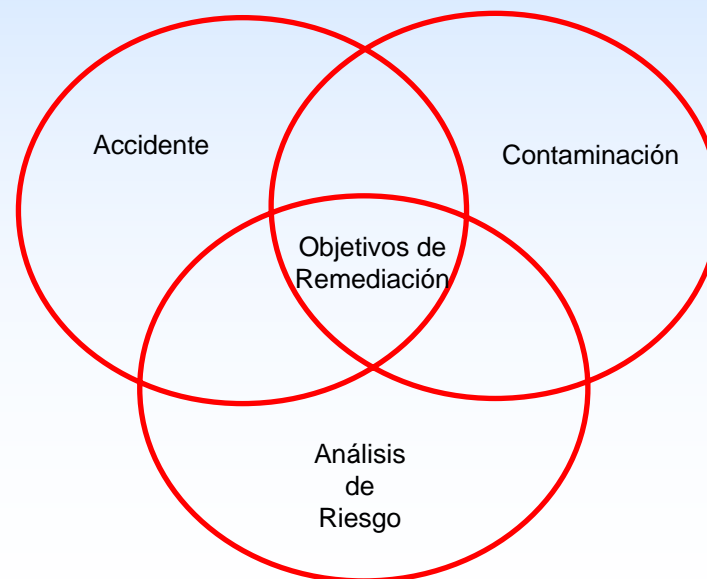 Accidente
Contaminación
Objetivos de
Remediación
Análisis
de
Riesgo